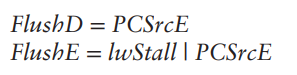 FlushD = PCSrcE
FlushE = lwStall | PCSrcE